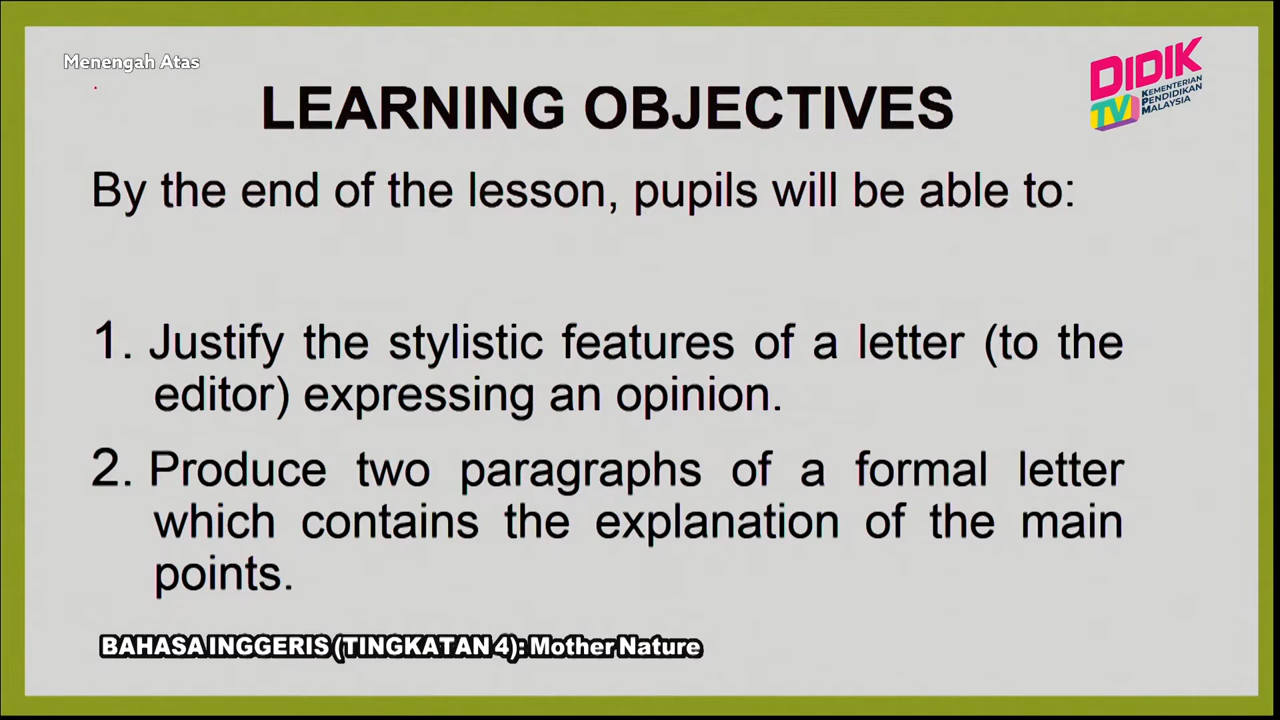 Menengah Atas
DIDIK
TV
KEMENTERIAN
PENDIDIKAN
MALAYSIA
LEARNING OBJECTIVES
By the end of the lesson, pupils will be able to:
1. Justify the stylistic features of a letter (to the
editor) expressing an opinion.
2. Produce two paragraphs of a formal letter
which contains the explanation of the main
points.
BAHASA INGGERIS (TINGKATAN 4): Mother Nature